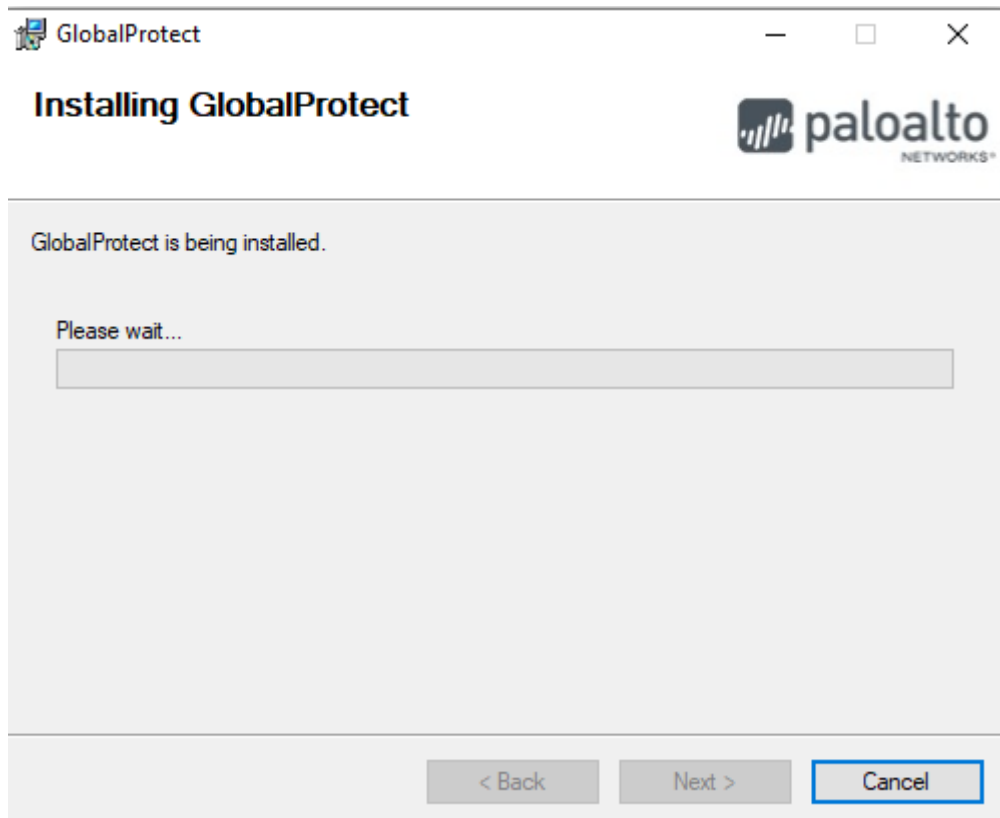 GlobalProtect
Installing GlobalProtect
paloalto
NETWORKS®
GlobalProtect is being installed.
Please wait...
< Back
Next >
Cancel